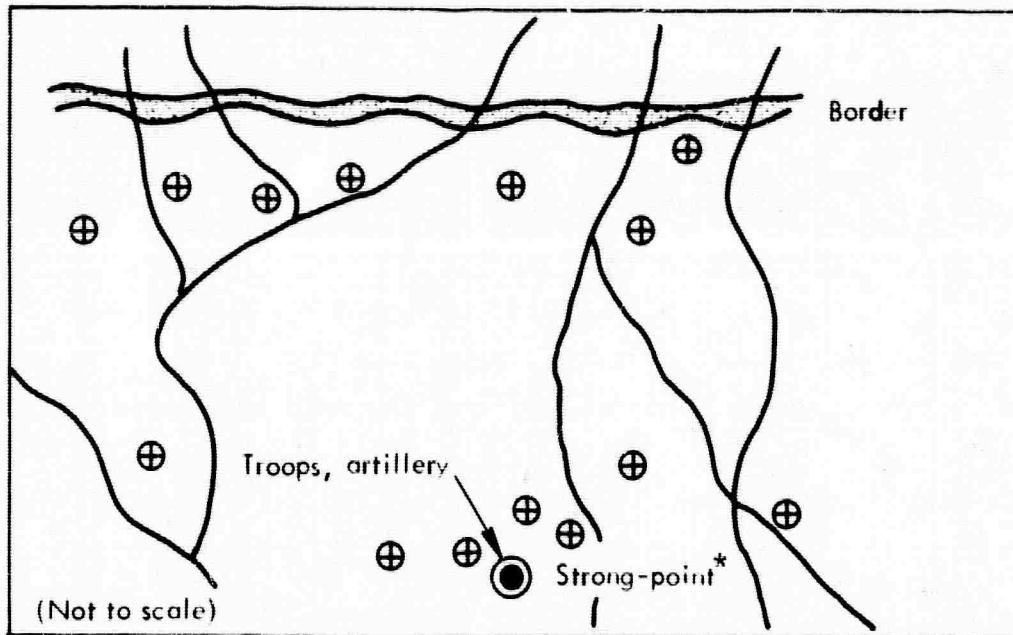 Border
Troops, artillery
Strong-point*
(Not to scale)